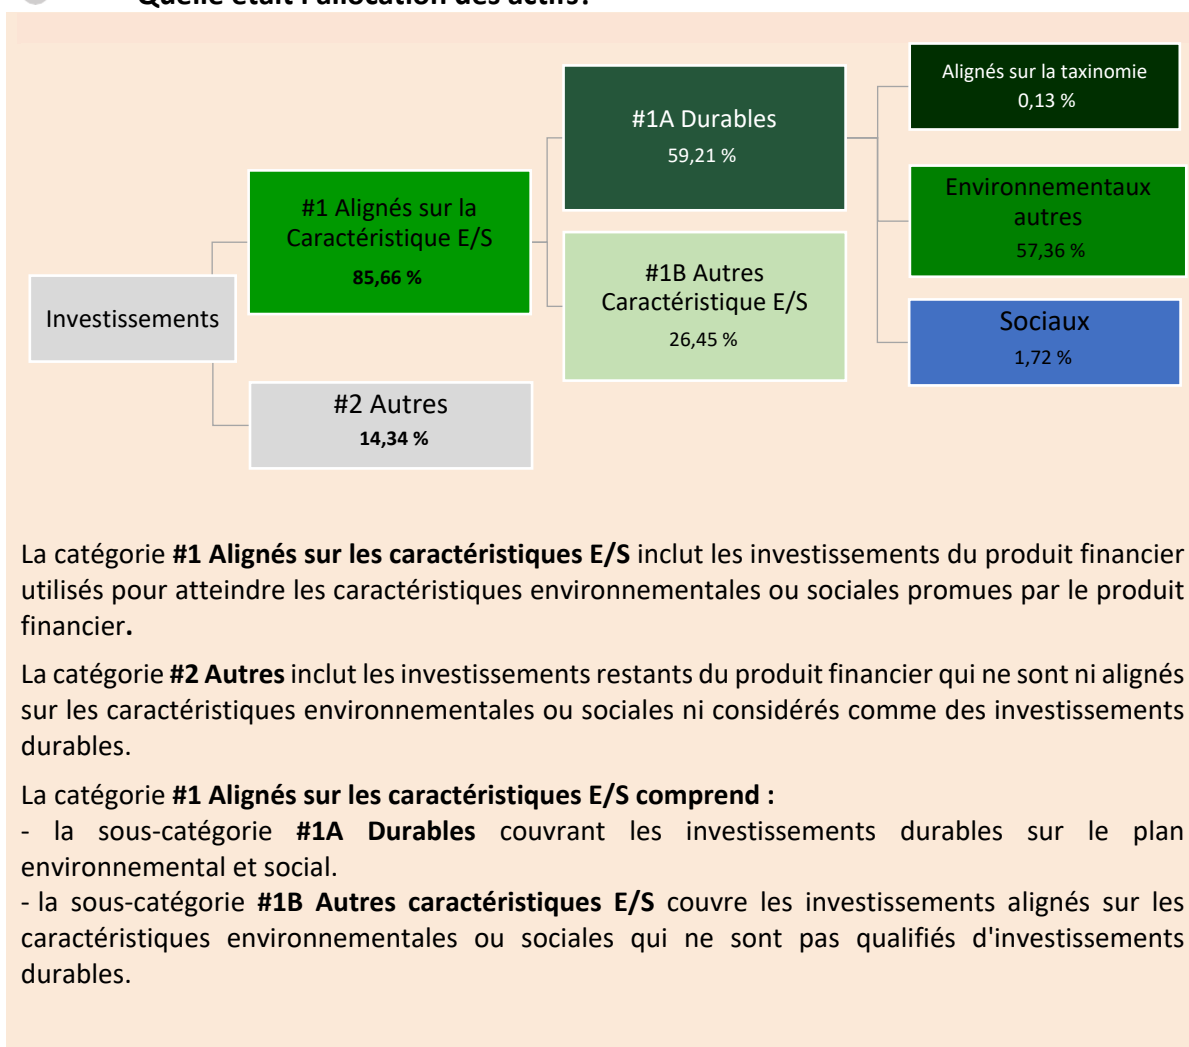 Quelle était l'allocation des actifs?
Alignés sur la taxinomie
0,13 %
#1A Durables
59,21 %
Environnementaux
autres
57,36 %
#1 Alignés sur la
Caractéristique E/S
85,66 %
#1B Autres
Caractéristique E/S
26,45 %
Investissements
Sociaux
1,72 %
#2 Autres
14,34 %
La catégorie #1 Alignés sur les caractéristiques E/S inclut les investissements du produit financier
utilisés pour atteindre les caractéristiques environnementales ou sociales promues par le produit
financier.
La catégorie #2 Autres inclut les investissements restants du produit financier qui ne sont ni alignés
sur les caractéristiques environnementales ou sociales ni considérés comme des investissements
durables.
La catégorie #1 Alignés sur les caractéristiques E/S comprend :
- la sous-catégorie #1A Durables couvrant les investissements durables sur le plan
environnemental et social.
- la sous-catégorie #1B Autres caractéristiques E/S couvre les investissements alignés sur les
caractéristiques environnementales ou sociales qui ne sont pas qualifiés d'investissements
durables.